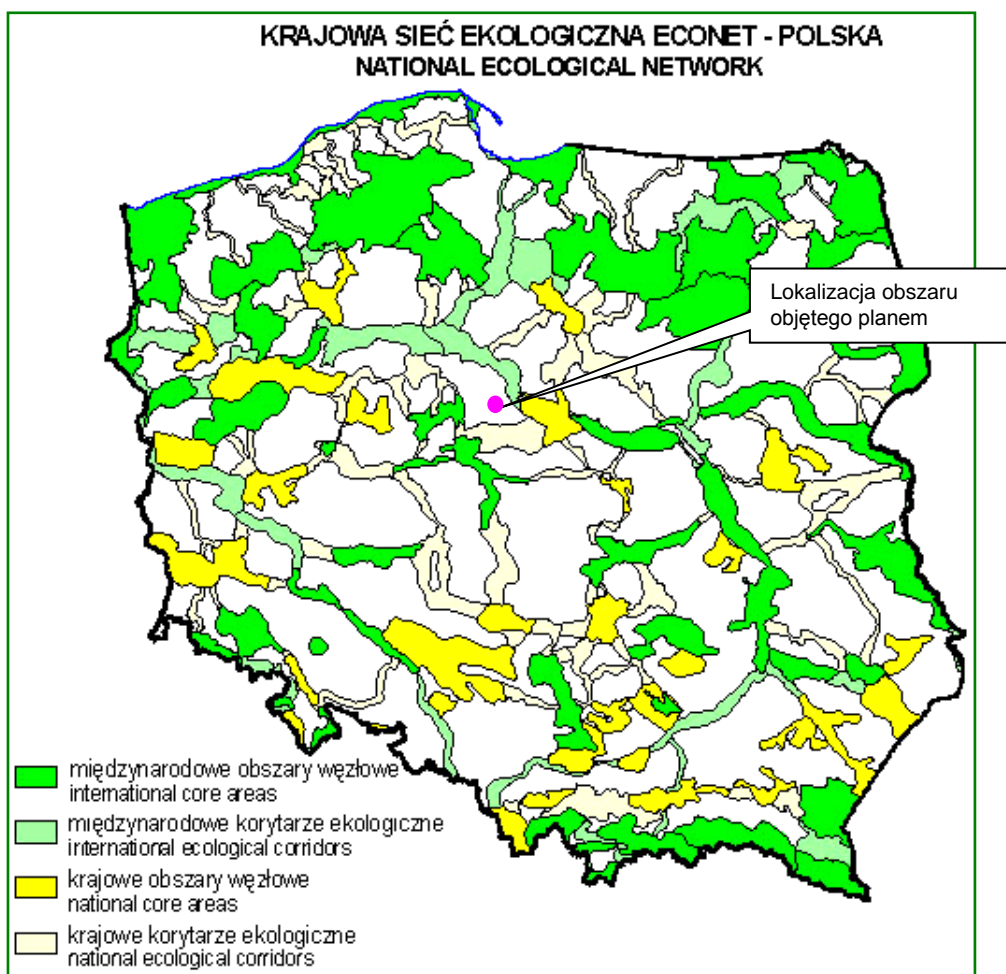 KRAJOWA SIEĆ EKOLOGICZNA ECONET - POLSKA
NATIONAL ECOLOGICAL NETWORK
Lokalizacja obszaru
objętego planem
międzynarodowe obszary węzłowe
international core areas
międzynarodowe korytarze ekologiczne
international ecological corridors
krajowe obszary węzłowe
national core areas
krajowe korytarze ekologiczne
national ecological corridors